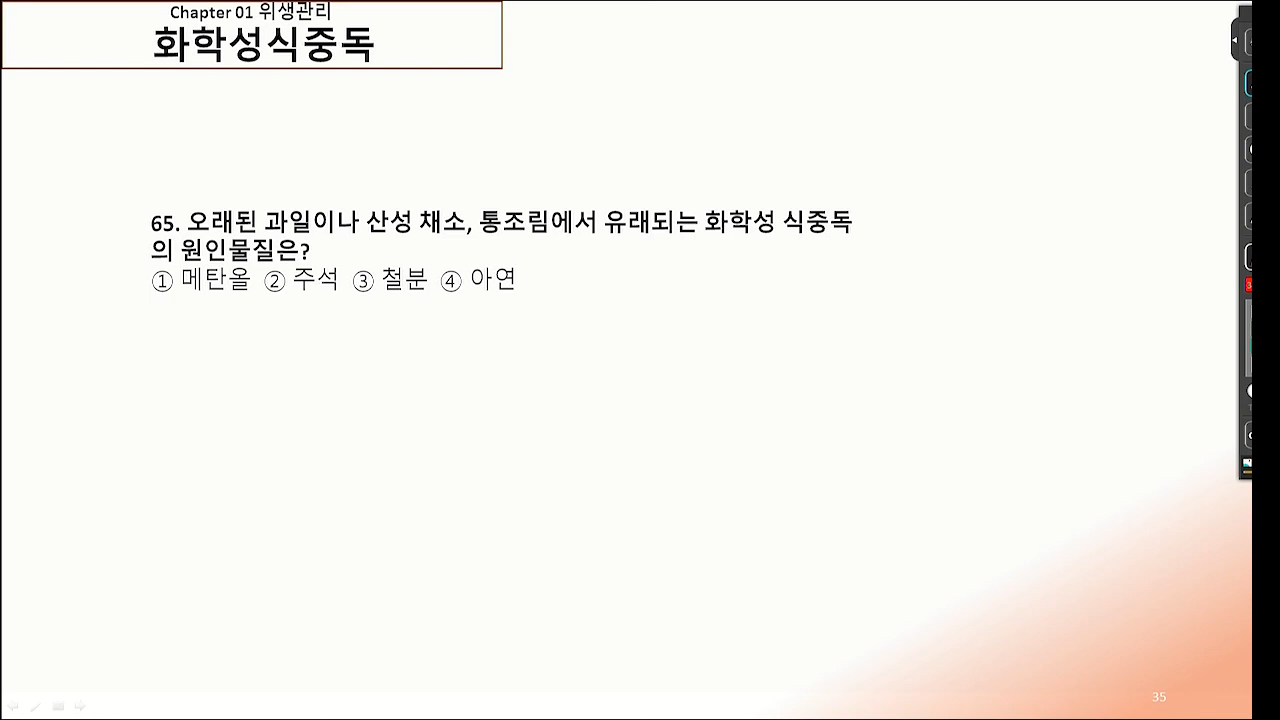 Chapter 01 위생관리
화학성식중독
65. 오래된 과일이나 산성 채소, 통조림에서 유래되는 화학성 식중독
의 원인물질은?
① 메탄올 ② 주석 ③ 철분 ④ 아연
35